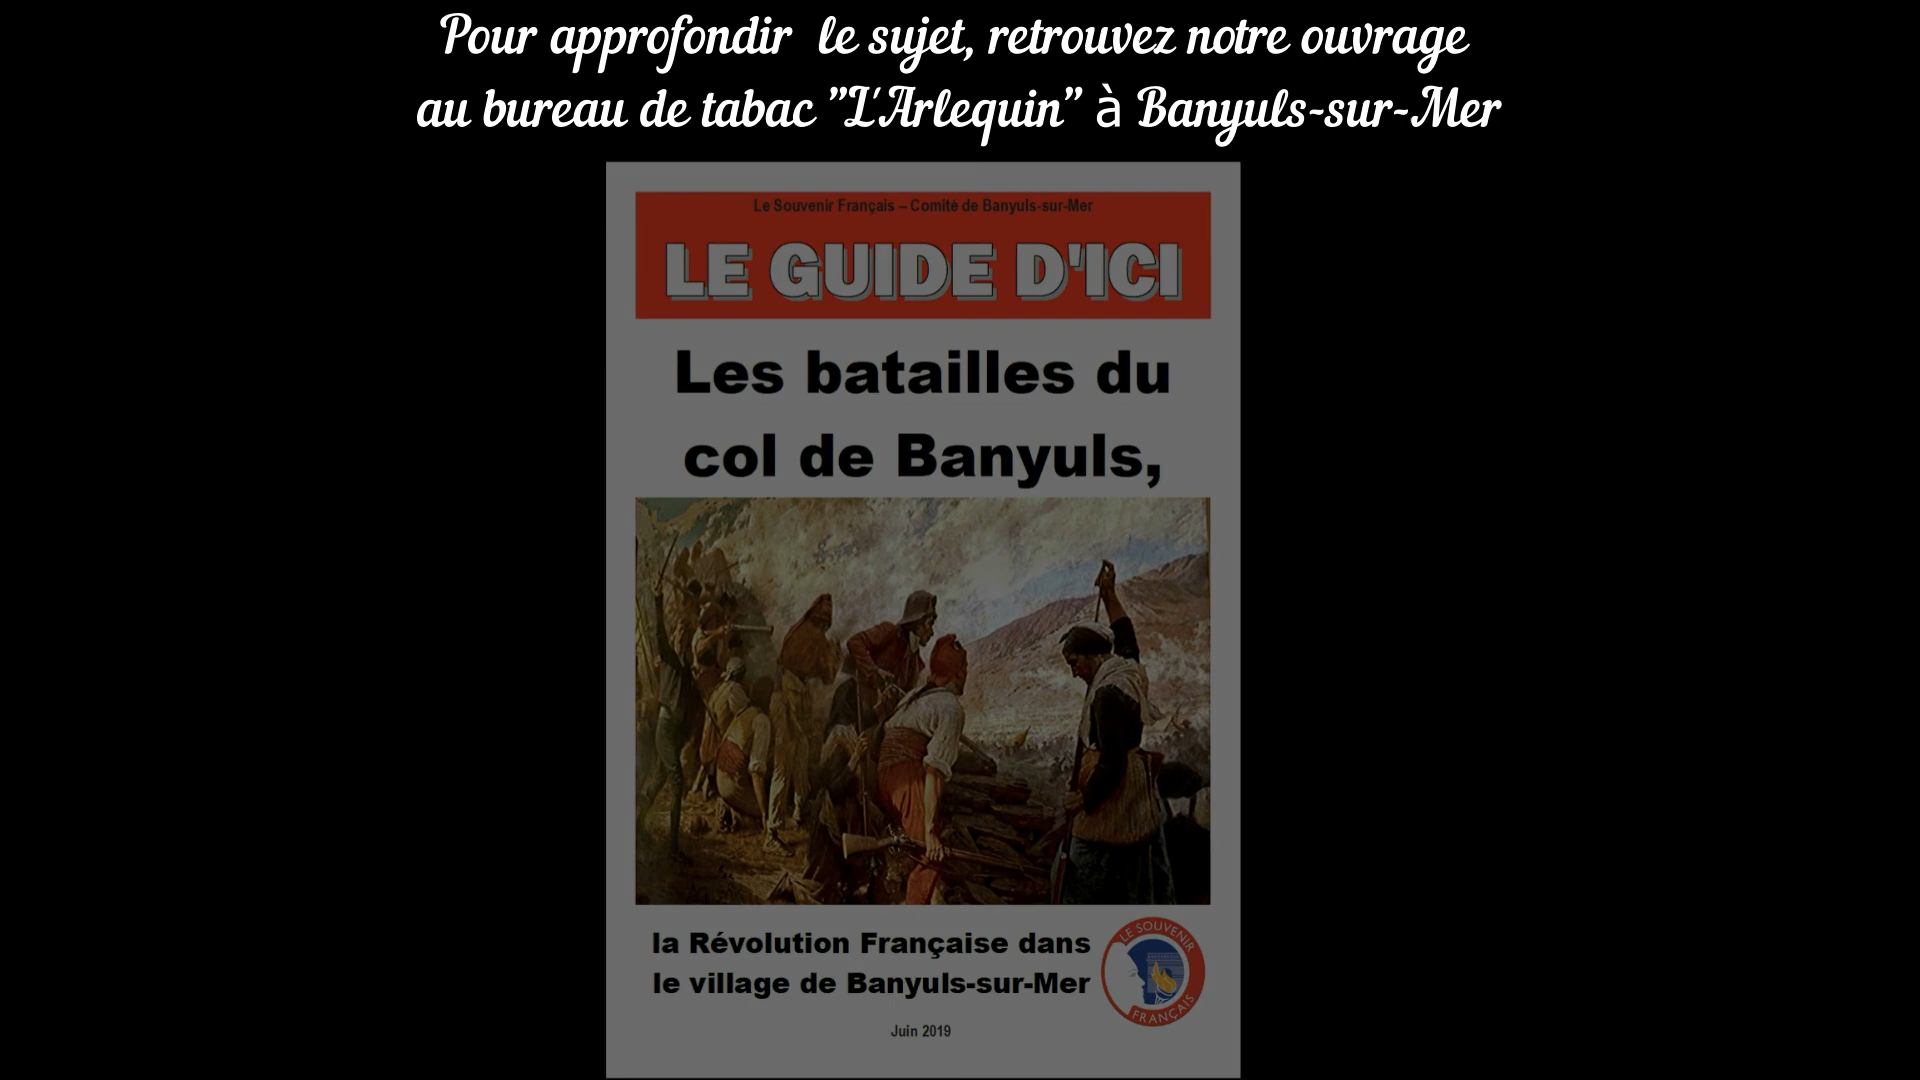 Pour approfondir le sujet, retrouvez notre ouvrage
au bureau de tabac "L'Arlequin" à Banyuls-sur-Mer
Le Souvenir Français – Comité de Banyuls-sur-Mer
LE GUIDE D'ICI
Les batailles du
col de Banyuls,
la Révolution Française dans
le village de Banyuls-sur-Mer
LE SOUVENIR
FRANÇAIS
Juin 2019